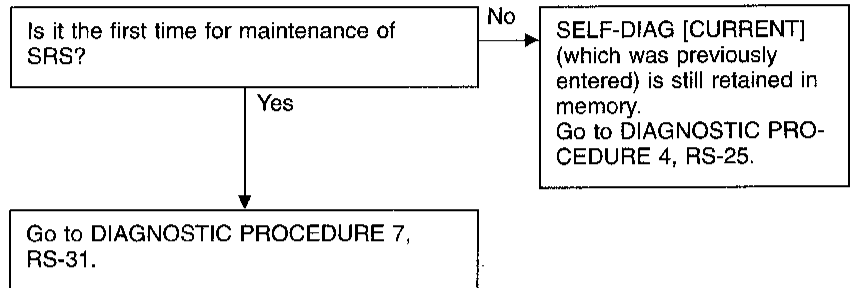 Is it the first time for maintenance of
SRS?
No
SELF-DIAG [CURRENT]
(which was previously
entered) is still retained in
memory.
Go to DIAGNOSTIC PRO-
CEDURE 4, RS-25.
Yes
Go to DIAGNOSTIC PROCEDURE 7,
RS-31.